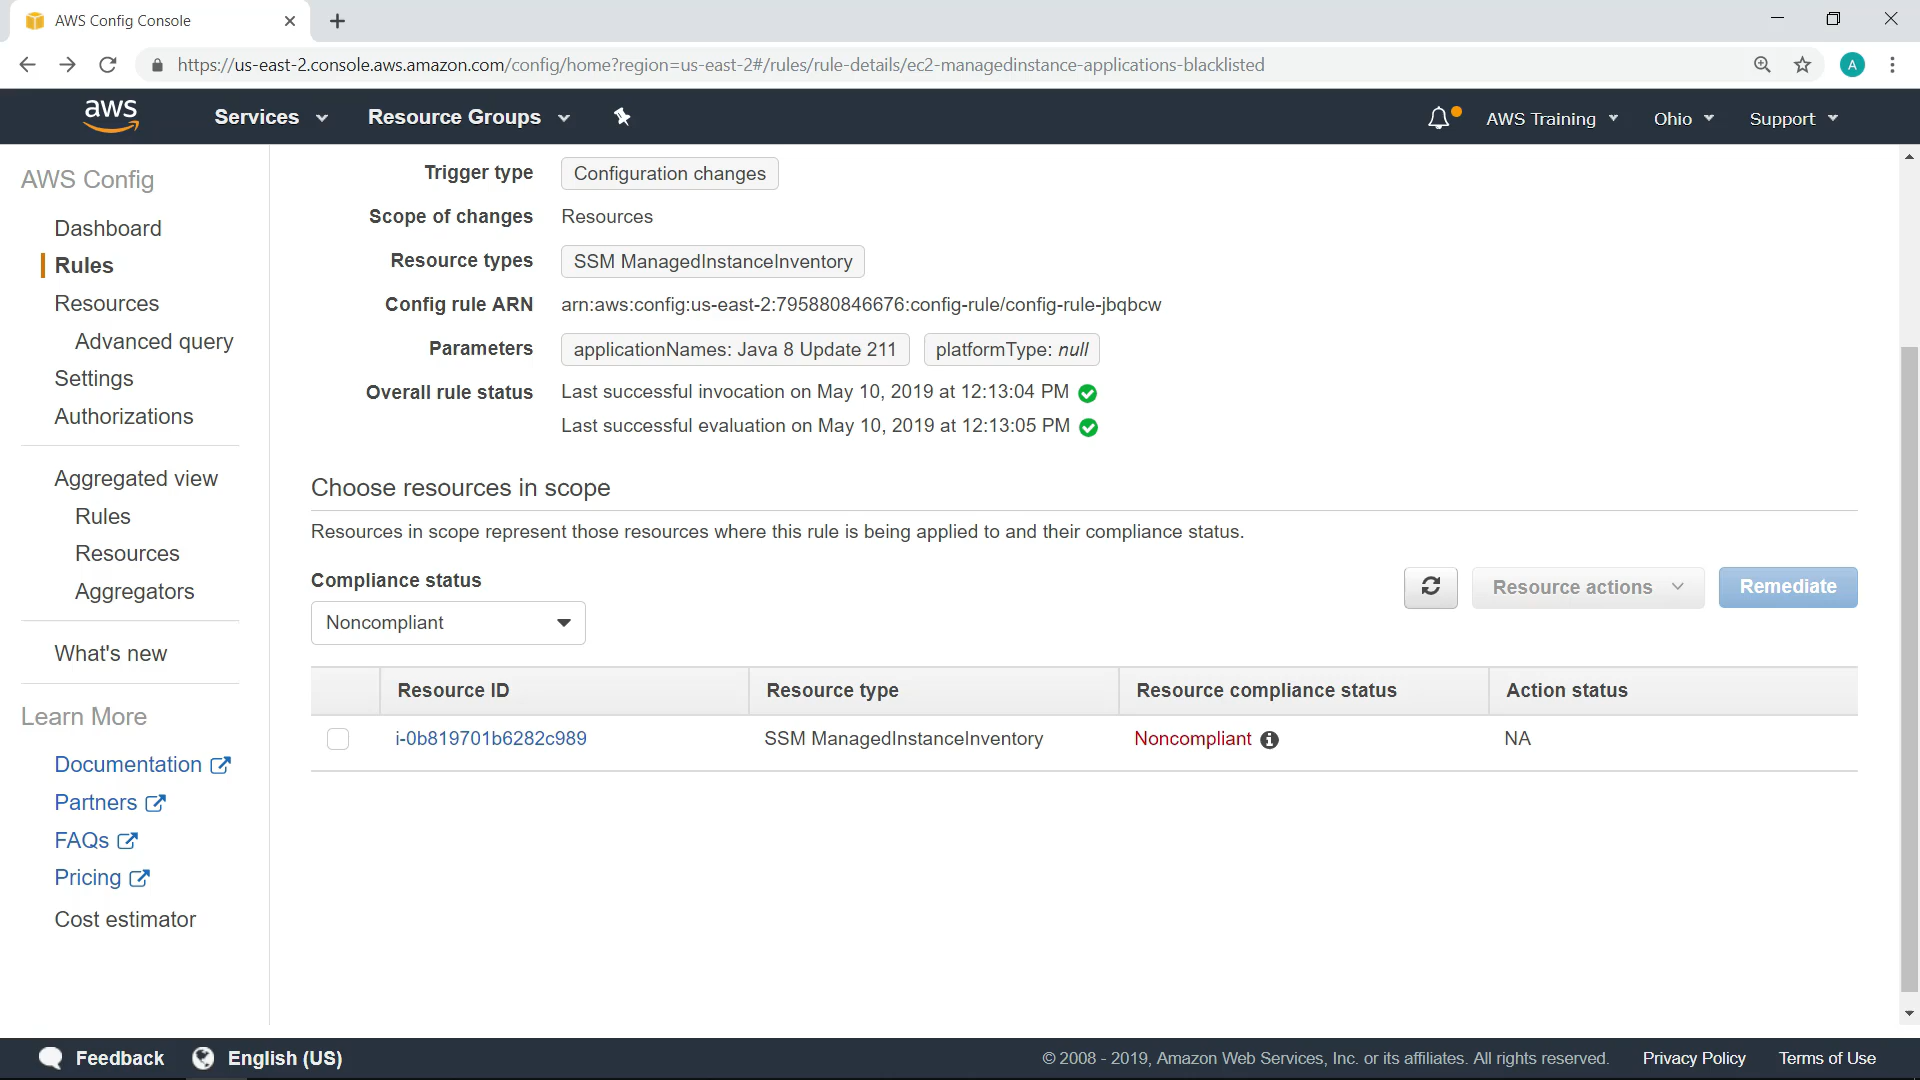 AWS Config Console
https://us-east-2.console.aws.amazon.com/config/home?region=us-east-2#/rules/rule-details/ec2-managedinstance-applications-blacklisted
A
aws
Services
Resource Groups
AWS Training
Ohio
Support
AWS Config
Dashboard
Rules
Resources
Advanced query
Settings
Authorizations
Aggregated view
Rules
Resources
Aggregators
What's new
Learn More
Documentation
Partners
FAQs
Pricing
Cost estimator
Trigger type Configuration changes
Scope of changes Resources
Resource types SSM ManagedInstanceInventory
Config rule ARN arn:aws:config:us-east-2:795880846676:config-rule/config-rule-jbqbcw
Parameters applicationNames: Java 8 Update 211 platformType: null
Overall rule status Last successful invocation on May 10, 2019 at 12:13:04 PM
Last successful evaluation on May 10, 2019 at 12:13:05 PM
Choose resources in scope
Resources in scope represent those resources where this rule is being applied to and their compliance status.
Compliance status
Noncompliant
Resource actions
Remediate
Resource ID Resource type Resource compliance status Action status
i-0b819701b6282c989 SSM ManagedInstanceInventory Noncompliant NA
Feedback
English (US)
© 2008 - 2019, Amazon Web Services, Inc. or its affiliates. All rights reserved.
Privacy Policy
Terms of Use